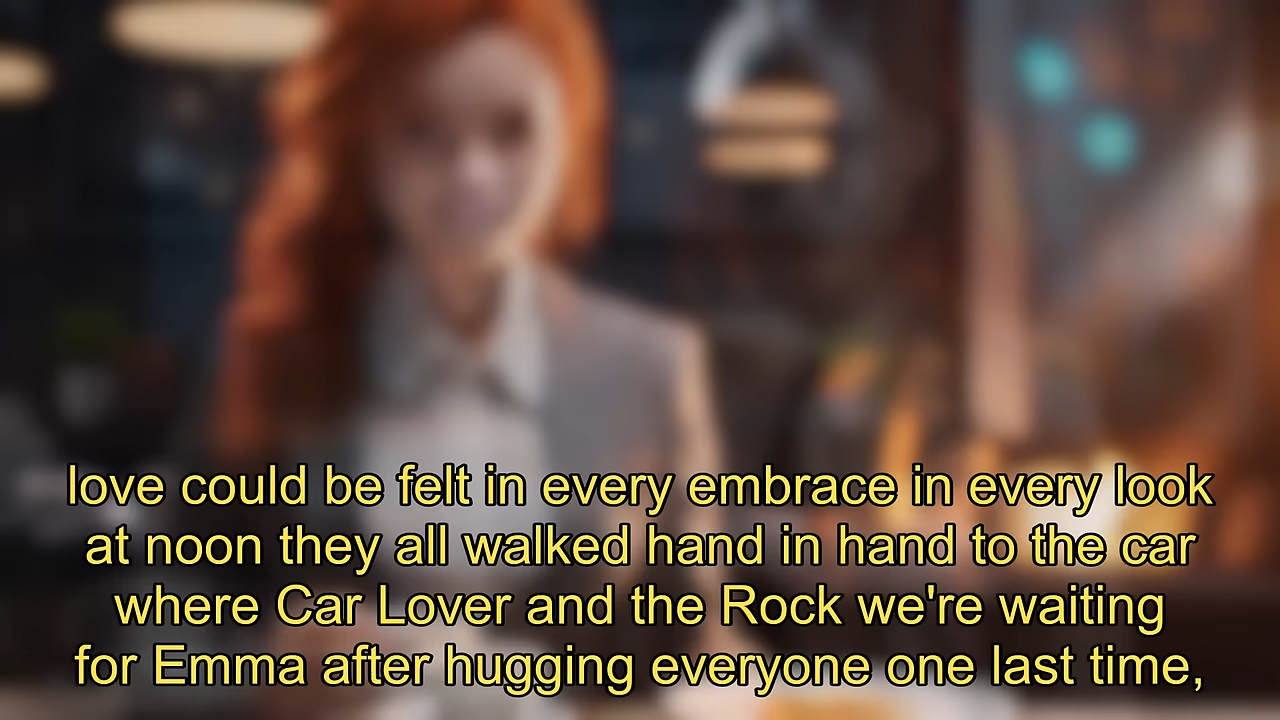 love could be felt in every embrace in every look
at noon they all walked hand in hand to the car
where Car Lover and the Rock we're waiting
for Emma after hugging everyone one last time,